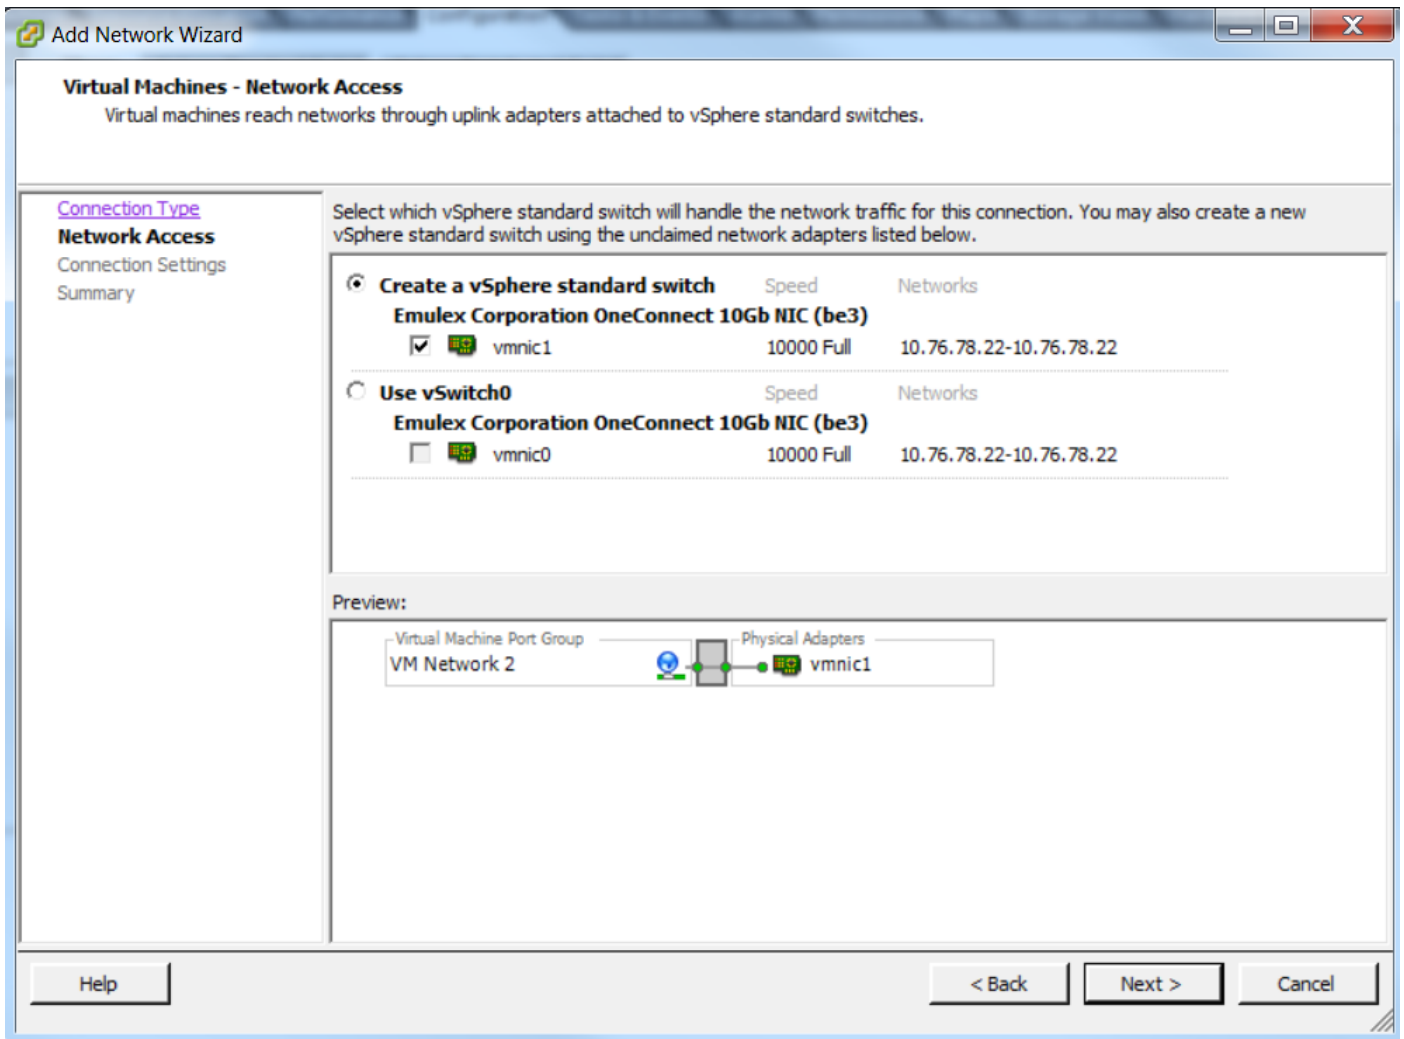 Add Network Wizard
X
Virtual Machines - Network Access
Virtual machines reach networks through uplink adapters attached to vSphere standard switches.
Connection Type
Network Access
Connection Settings
Summary
Select which vSphere standard switch will handle the network traffic for this connection. You may also create a new
vSphere standard switch using the unclaimed network adapters listed below.
Create a vSphere standard switch Speed Networks
Emulex Corporation OneConnect 10Gb NIC (be3)
vmnic1 10000 Full 10.76.78.22-10.76.78.22
Use vSwitch0 Speed Networks
Emulex Corporation OneConnect 10Gb NIC (be3)
vmnic0 10000 Full 10.76.78.22-10.76.78.22
Preview:
Virtual Machine Port Group Physical Adapters
VM Network 2 vmnic1
Help < Back Next > Cancel